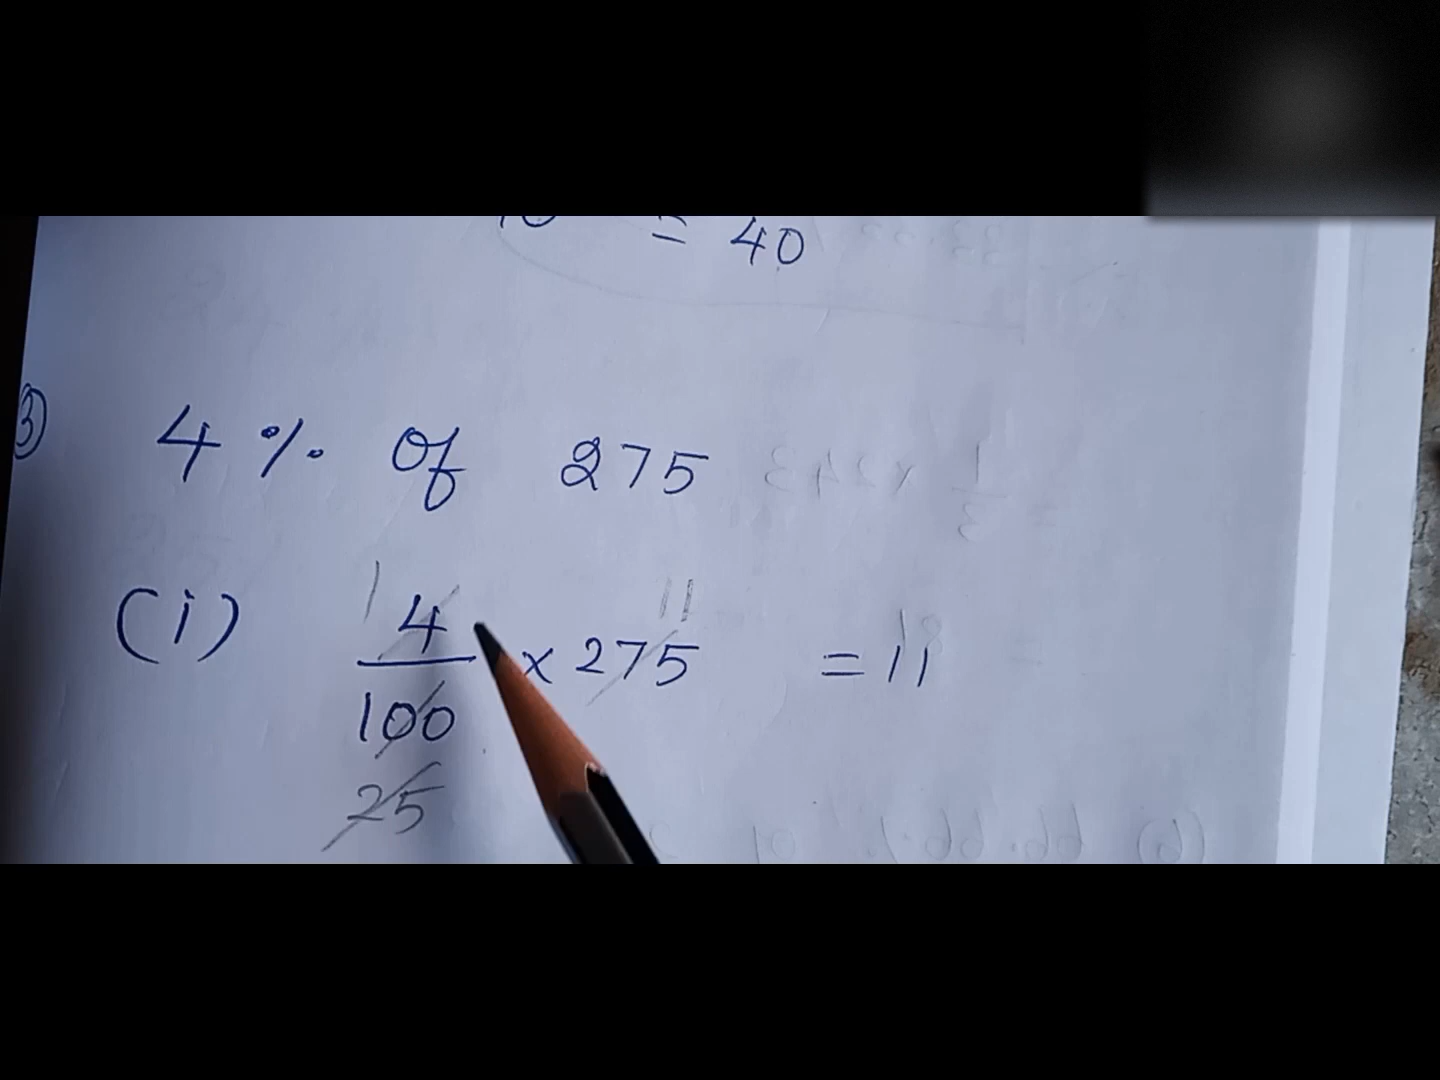 = 40
3
4% of 275
1 11
(i) 4/100 × 275 = 11
25